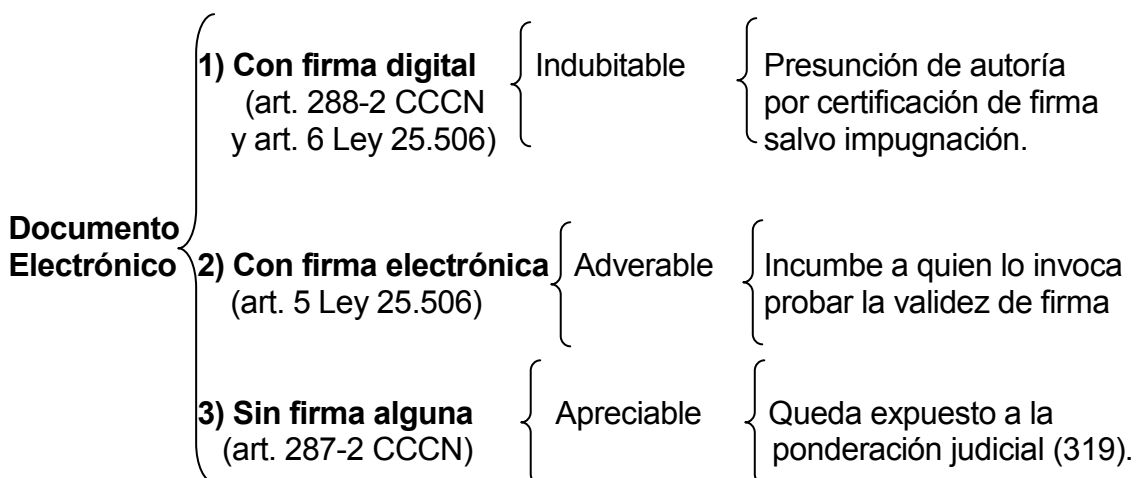 1) Con firma digital
(art. 288-2 CCCN
y art. 6 Ley 25.506)
Indubitable
Presunción de autoría
por certificación de firma
salvo impugnación.
Documento
Electrónico
2) Con firma electrónica
(art. 5 Ley 25.506)
Adverable
Incumbe a quien lo invoca
probar la validez de firma
3) Sin firma alguna
(art. 287-2 CCCN)
Apreciable
Queda expuesto a la
ponderación judicial (319).